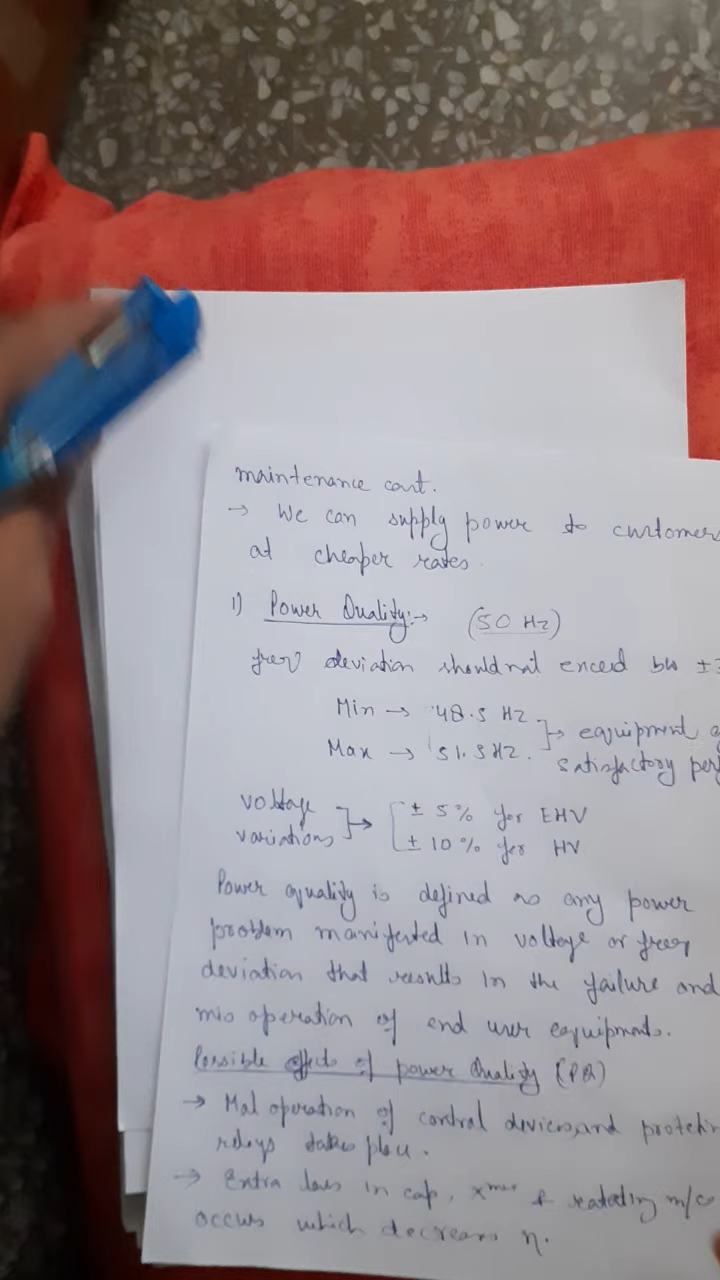 maintenance cost.
→ We can supply power to customers
at cheaper rates.
1) Power Quality:→ (50 Hz)
freq deviation should not exceed bw ±3
Min → 48.5 Hz
Max → 51.5 Hz. }→ equipment
satisfactory per
voltage
variations }→ [ ± 5% for EHV
± 10% for HV
Power quality is defined as any power
problem manifested in voltage or freq
deviation that results in the failure and
mis operation of end user equipments.
Possible effects of power Quality (PQ)
→ Mal operation of control devices, and protectin
relays takes place.
→ Extra loss in cap, xmer & rotating m/c
occurs which decreases η.